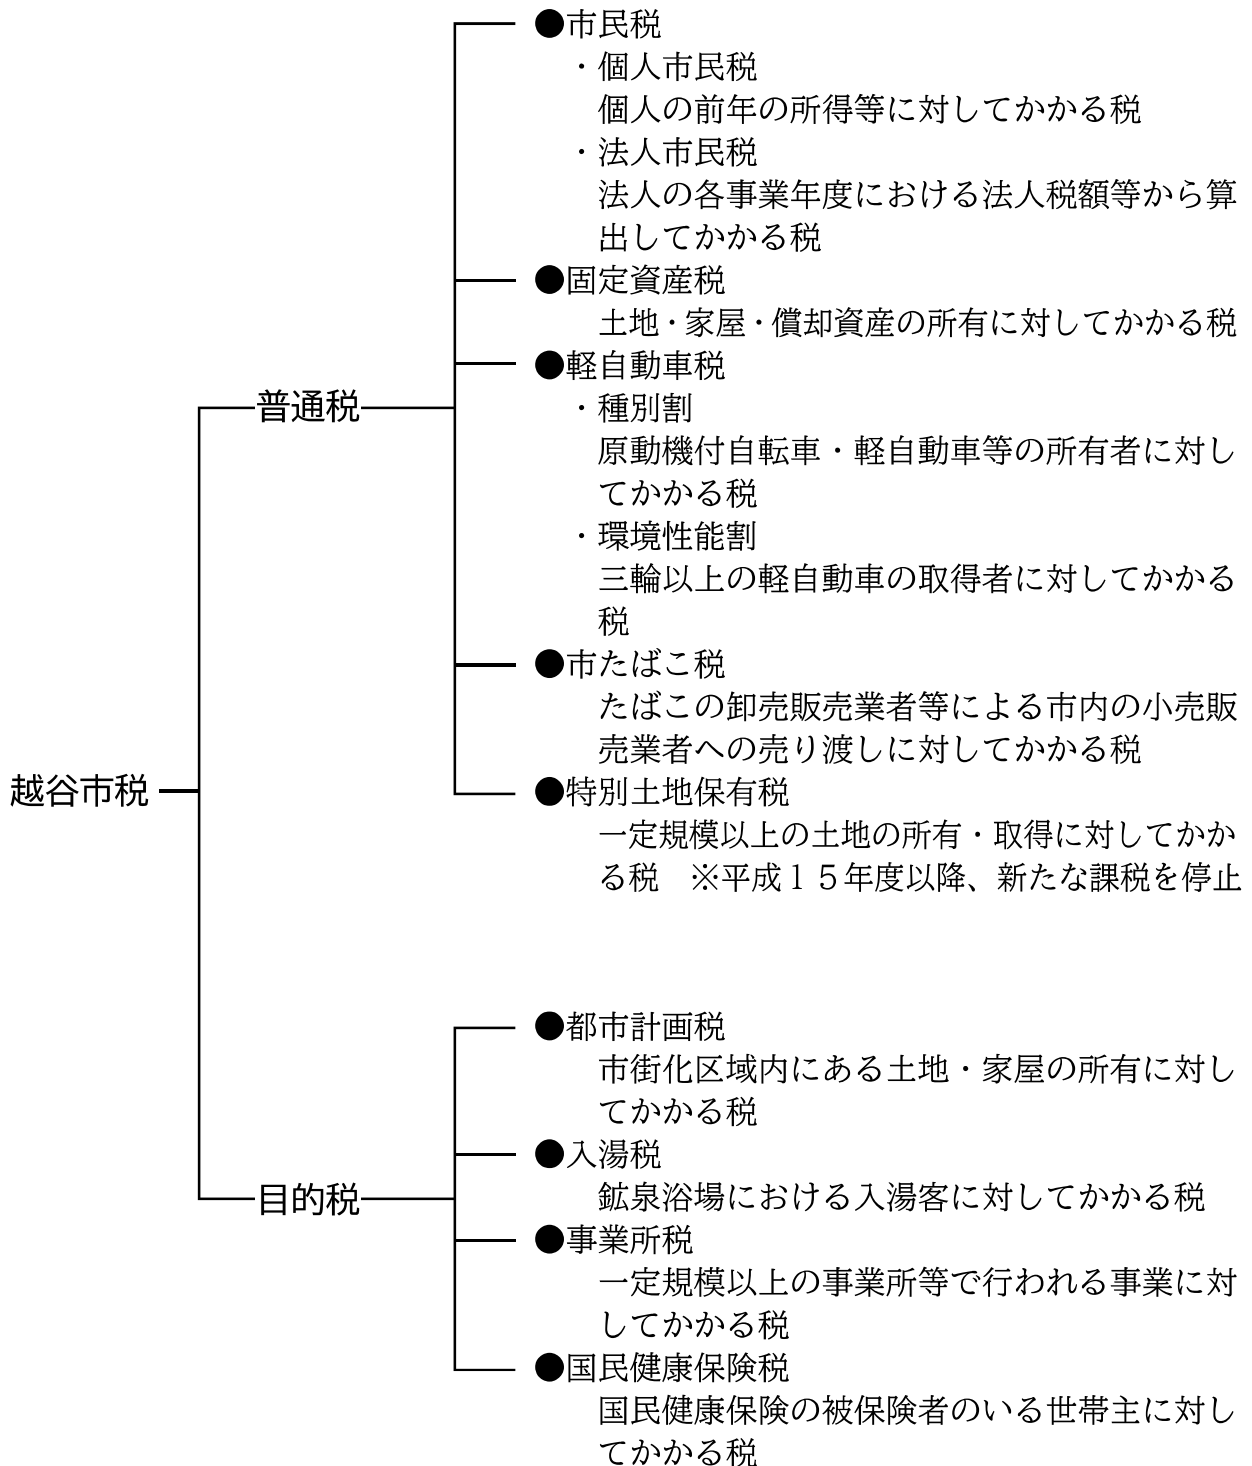 越谷市税
普通税
●市民税
・個人市民税
個人の前年の所得等に対してかかる税
・法人市民税
法人の各事業年度における法人税額等から算
出してかかる税
●固定資産税
土地・家屋・償却資産の所有に対してかかる税
●軽自動車税
・種別割
原動機付自転車・軽自動車等の所有者に対し
てかかる税
・環境性能割
三輪以上の軽自動車の取得者に対してかかる
税
●市たばこ税
たばこの卸売販売業者等による市内の小売販
売業者への売り渡しに対してかかる税
●特別土地保有税
一定規模以上の土地の所有・取得に対してかか
る税　※平成１５年度以降、新たな課税を停止
目的税
●都市計画税
市街化区域内にある土地・家屋の所有に対し
てかかる税
●入湯税
鉱泉浴場における入湯客に対してかかる税
●事業所税
一定規模以上の事業所等で行われる事業に対
してかかる税
●国民健康保険税
国民健康保険の被保険者のいる世帯主に対し
てかかる税